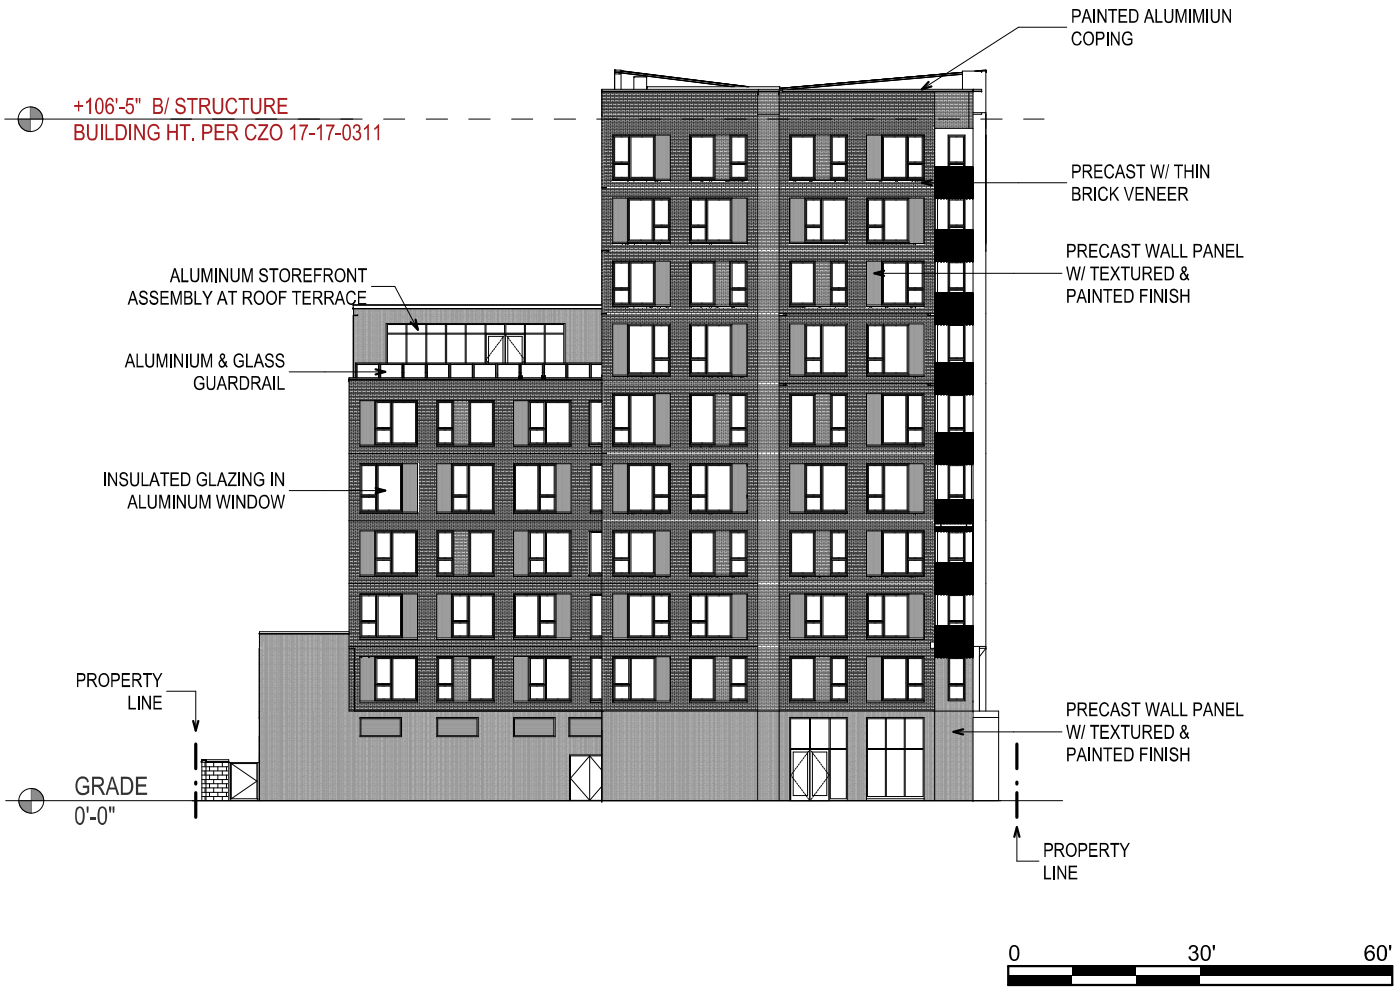 PAINTED ALUMIMIUN
COPING
+106'-5" B/ STRUCTURE
BUILDING HT. PER CZO 17-17-0311
PRECAST W/ THIN
BRICK VENEER
PRECAST WALL PANEL
W/ TEXTURED &
PAINTED FINISH
ALUMINUM STOREFRONT
ASSEMBLY AT ROOF TERRACE
ALUMINIUM & GLASS
GUARDRAIL
INSULATED GLAZING IN
ALUMINUM WINDOW
PROPERTY
LINE
PRECAST WALL PANEL
W/ TEXTURED &
PAINTED FINISH
GRADE
0'-0"
PROPERTY
LINE
0 30' 60'